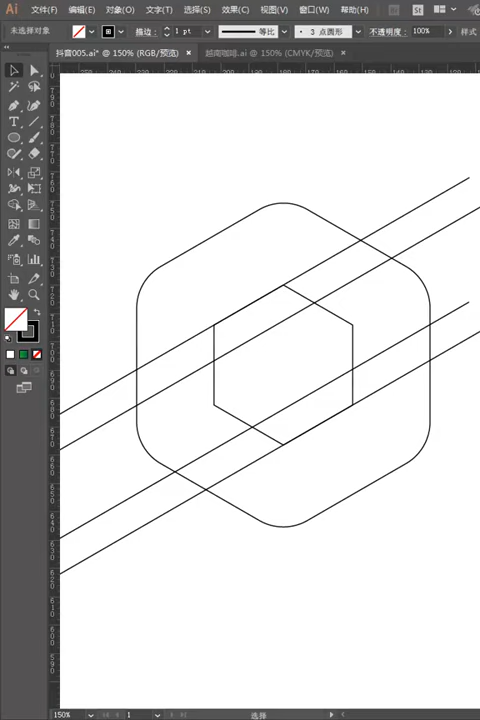 Ai 文件(F) 编辑(E) 对象(O) 文字(T) 选择(S) 效果(C) 视图(V) 窗口(W) 帮助(H) Br St
未选择对象 描边: 1 pt 等比 3 点圆形 不透明度: 100% 样式
抖音005.ai* @ 150% (RGB/预览) × 越南咖啡.ai @ 150% (CMYK/预览) ×
150% 1 选择